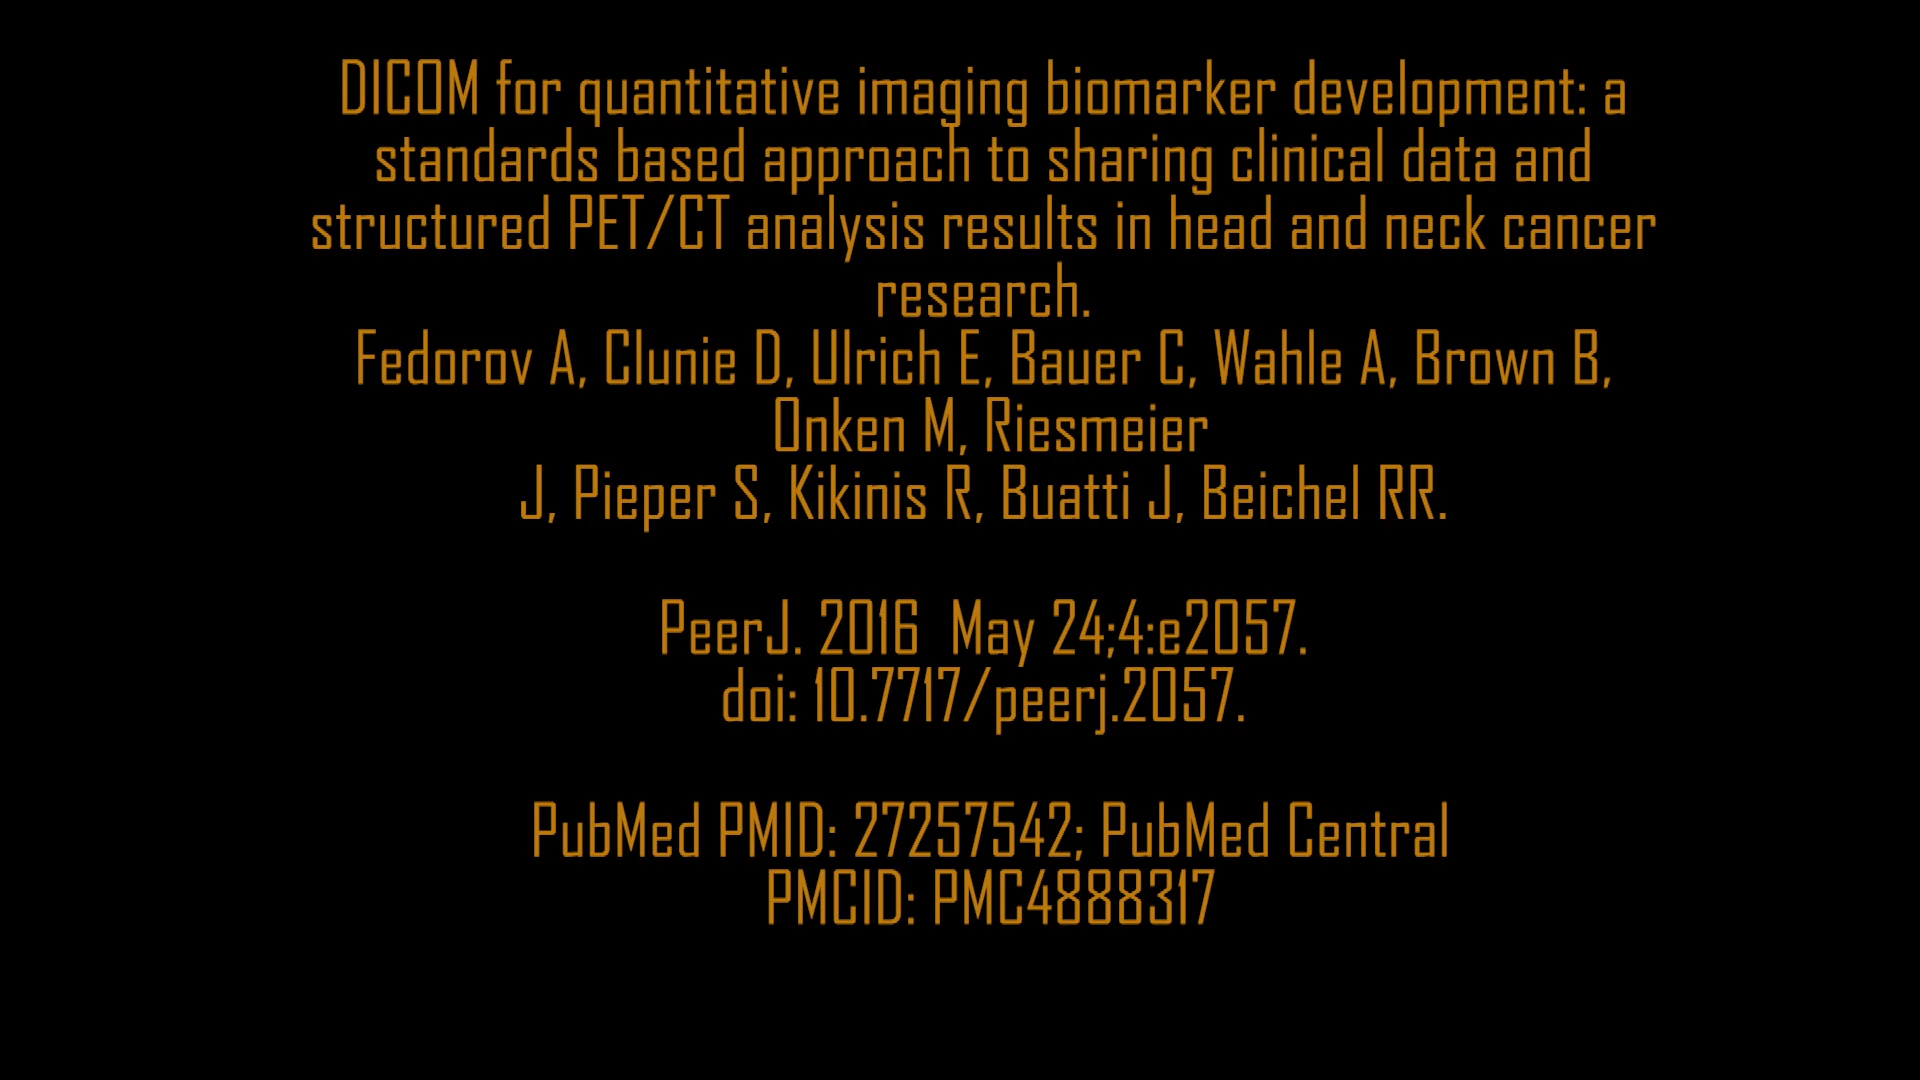 DICOM for quantitative imaging biomarker development: a
standards based approach to sharing clinical data and
structured PET/CT analysis results in head and neck cancer
research.
Fedorov A, Clunie D, Ulrich E, Bauer C, Wahle A, Brown B,
Onken M, Riesmeier
J, Pieper S, Kikinis R, Buatti J, Beichel RR.
PeerJ. 2016  May 24;4:e2057.
doi: 10.7717/peerj.2057.
PubMed PMID: 27257542; PubMed Central
PMCID: PMC4888317